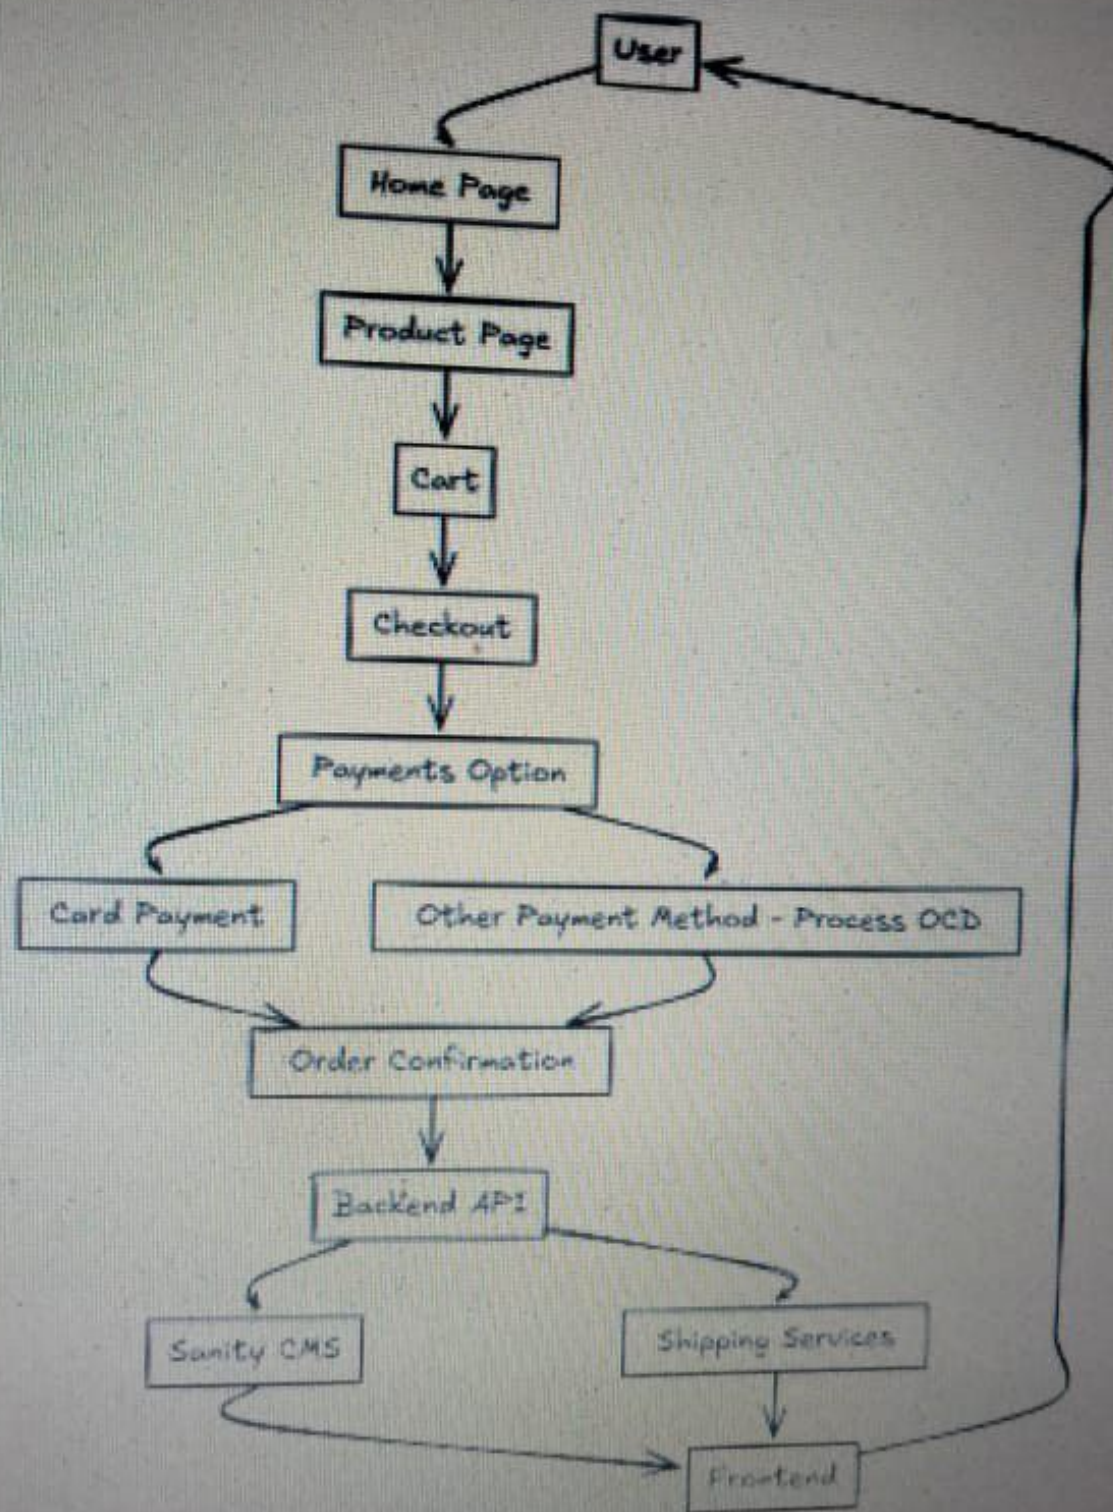 User
Home Page
Product Page
Cart
Checkout
Payments Option
Card Payment
Other Payment Method - Process OCD
Order Confirmation
Backend API
Sanity CMS
Shipping Services
Frontend